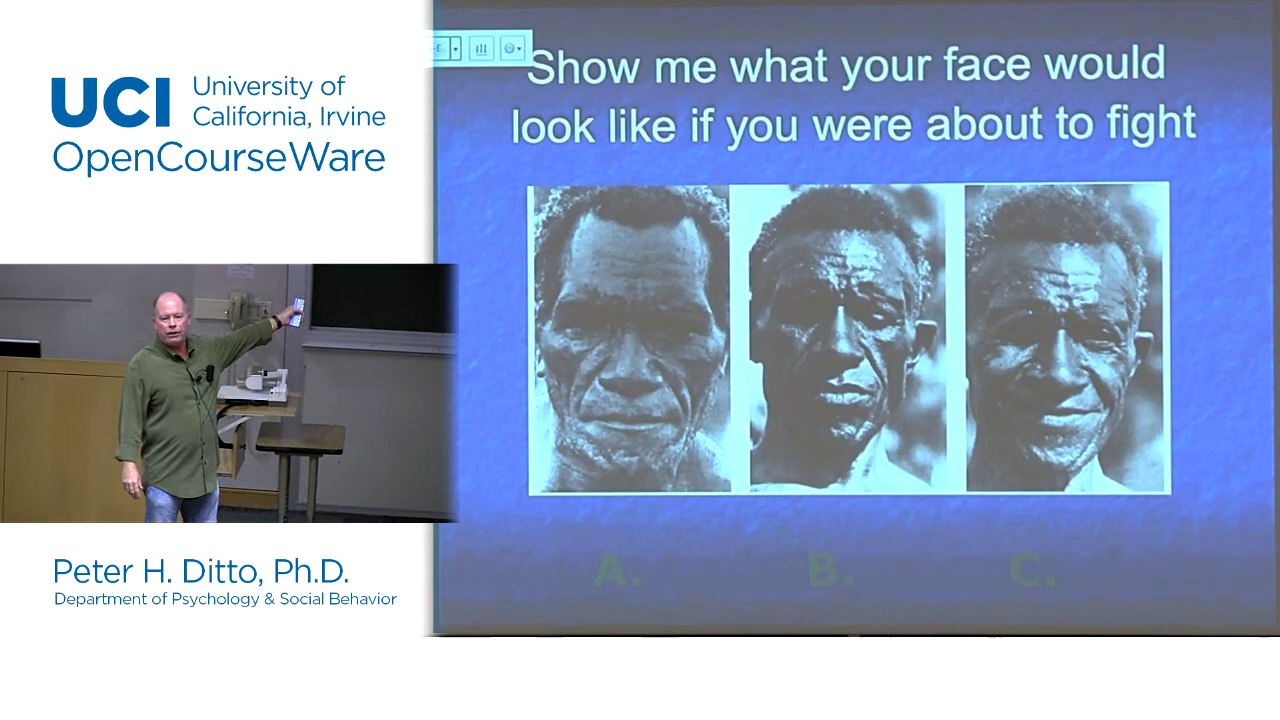 UCI University of
California, Irvine
OpenCourseWare
Show me what your face would
look like if you were about to fight
A. B. C.
Peter H. Ditto, Ph.D.
Department of Psychology & Social Behavior